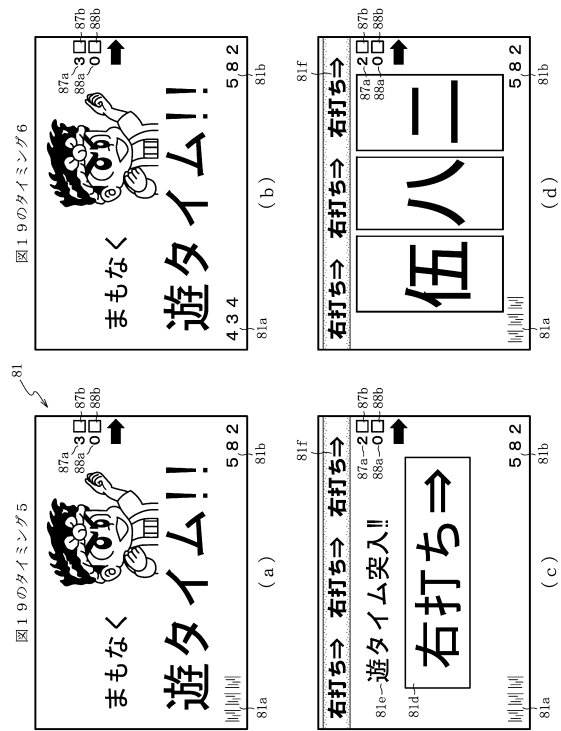 図１９のタイミング５
81
まもなく
遊タイム!!
87a
3
87b
88a
0
88b
582
81a
81b
(a)
図１９のタイミング６
まもなく
遊タイム!!
87a
3
87b
88a
0
88b
434
582
81a
81b
(b)
81f
右打ち⇒ 右打ち⇒ 右打ち⇒
87a
2
87b
88a
0
88b
81e
遊タイム突入!!
81d
右打ち⇒
582
81a
81b
(c)
81f
右打ち⇒ 右打ち⇒ 右打ち⇒
87a
2
87b
88a
0
88b
伍 八 二
582
81a
81b
(d)